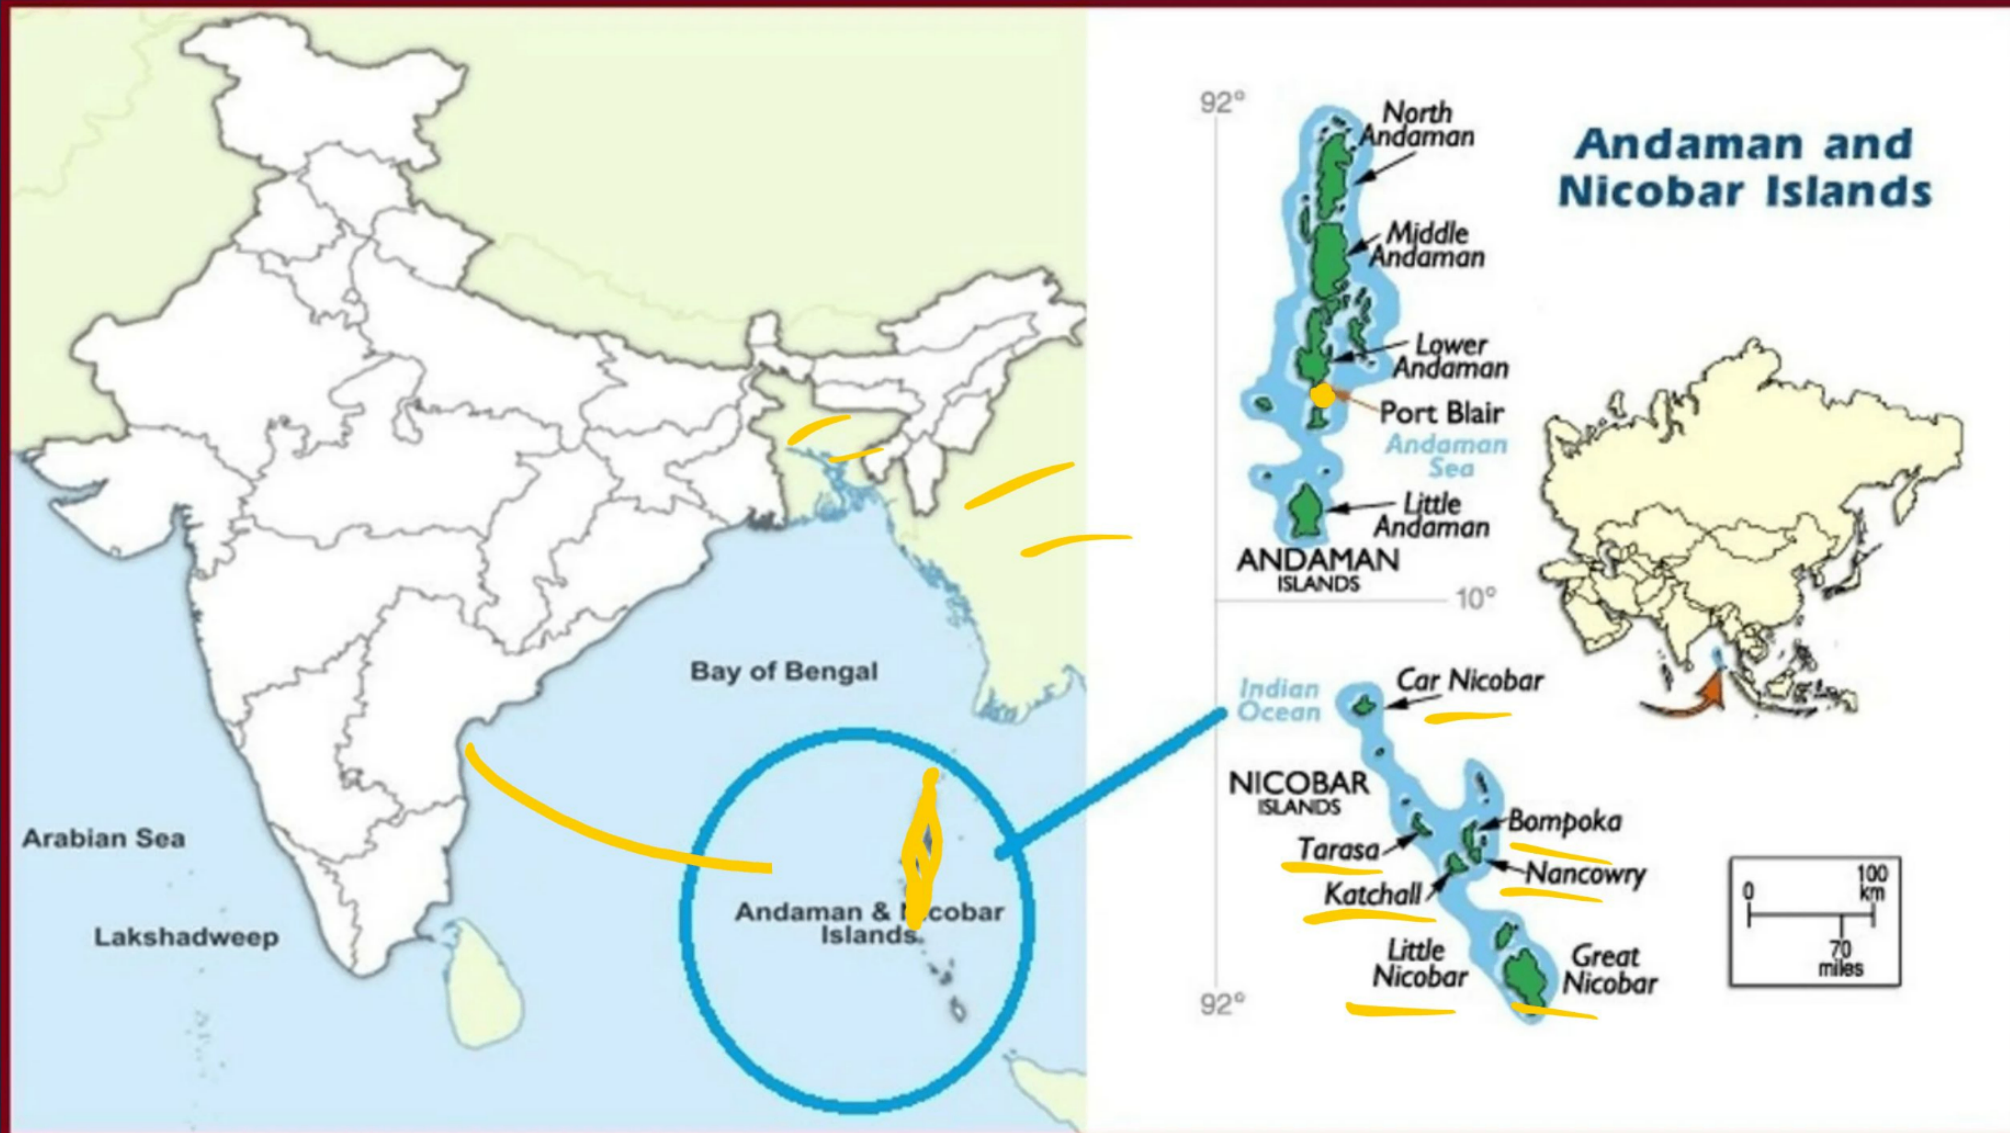 Bay of Bengal
Arabian Sea
Lakshadweep
Andaman & Nicobar
Islands
Andaman and
Nicobar Islands
92°
North
Andaman
Middle
Andaman
Lower
Andaman
Port Blair
Andaman
Sea
Little
Andaman
ANDAMAN
ISLANDS
10°
Indian
Ocean
Car Nicobar
NICOBAR
ISLANDS
Bompoka
Tarasa
Nancowry
Katchall
Little
Nicobar
Great
Nicobar
92°
0
100
km
70
miles